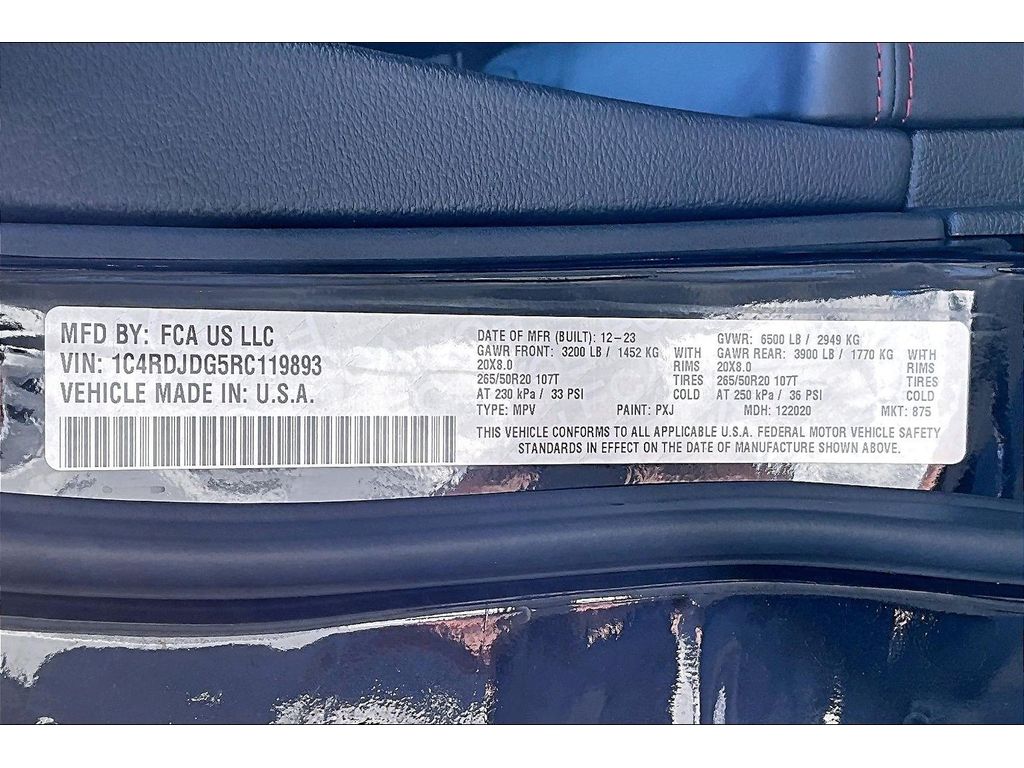 MFD BY: FCA US LLC
VIN: 1C4RDJDG5RC119893
VEHICLE MADE IN: U.S.A.
DATE OF MFR (BUILT): 12-23
GAWR FRONT: 3200 LB / 1452 KG WITH
20X8.0 RIMS
265/50R20 107T TIRES
AT 230 kPa / 33 PSI COLD
TYPE: MPV PAINT: PXJ
GVWR: 6500 LB / 2949 KG
GAWR REAR: 3900 LB / 1770 KG WITH
20X8.0 RIMS
265/50R20 107T TIRES
AT 250 kPa / 36 PSI COLD
MDH: 122020 MKT: 875
THIS VEHICLE CONFORMS TO ALL APPLICABLE U.S.A. FEDERAL MOTOR VEHICLE SAFETY
STANDARDS IN EFFECT ON THE DATE OF MANUFACTURE SHOWN ABOVE.